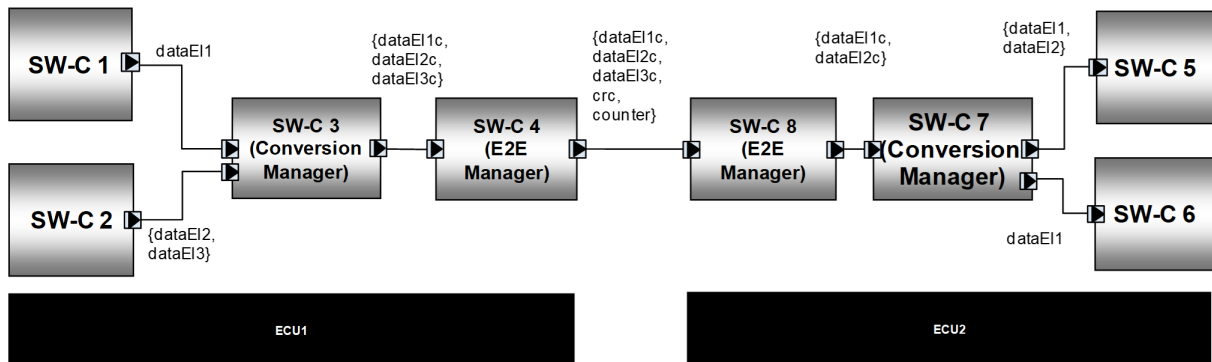 SW-C 1
dataEl1
SW-C 2
{dataEl2,
dataEl3}
SW-C 3
(Conversion
Manager)
{dataEl1c,
dataEl2c,
dataEl3c}
SW-C 4
(E2E
Manager)
{dataEl1c,
dataEl2c,
dataEl3c,
crc,
counter}
SW-C 8
(E2E
Manager)
{dataEl1c,
dataEl2c}
SW-C 7
(Conversion
Manager)
{dataEl1,
dataEl2}
SW-C 5
dataEl1
SW-C 6
ECU1
ECU2